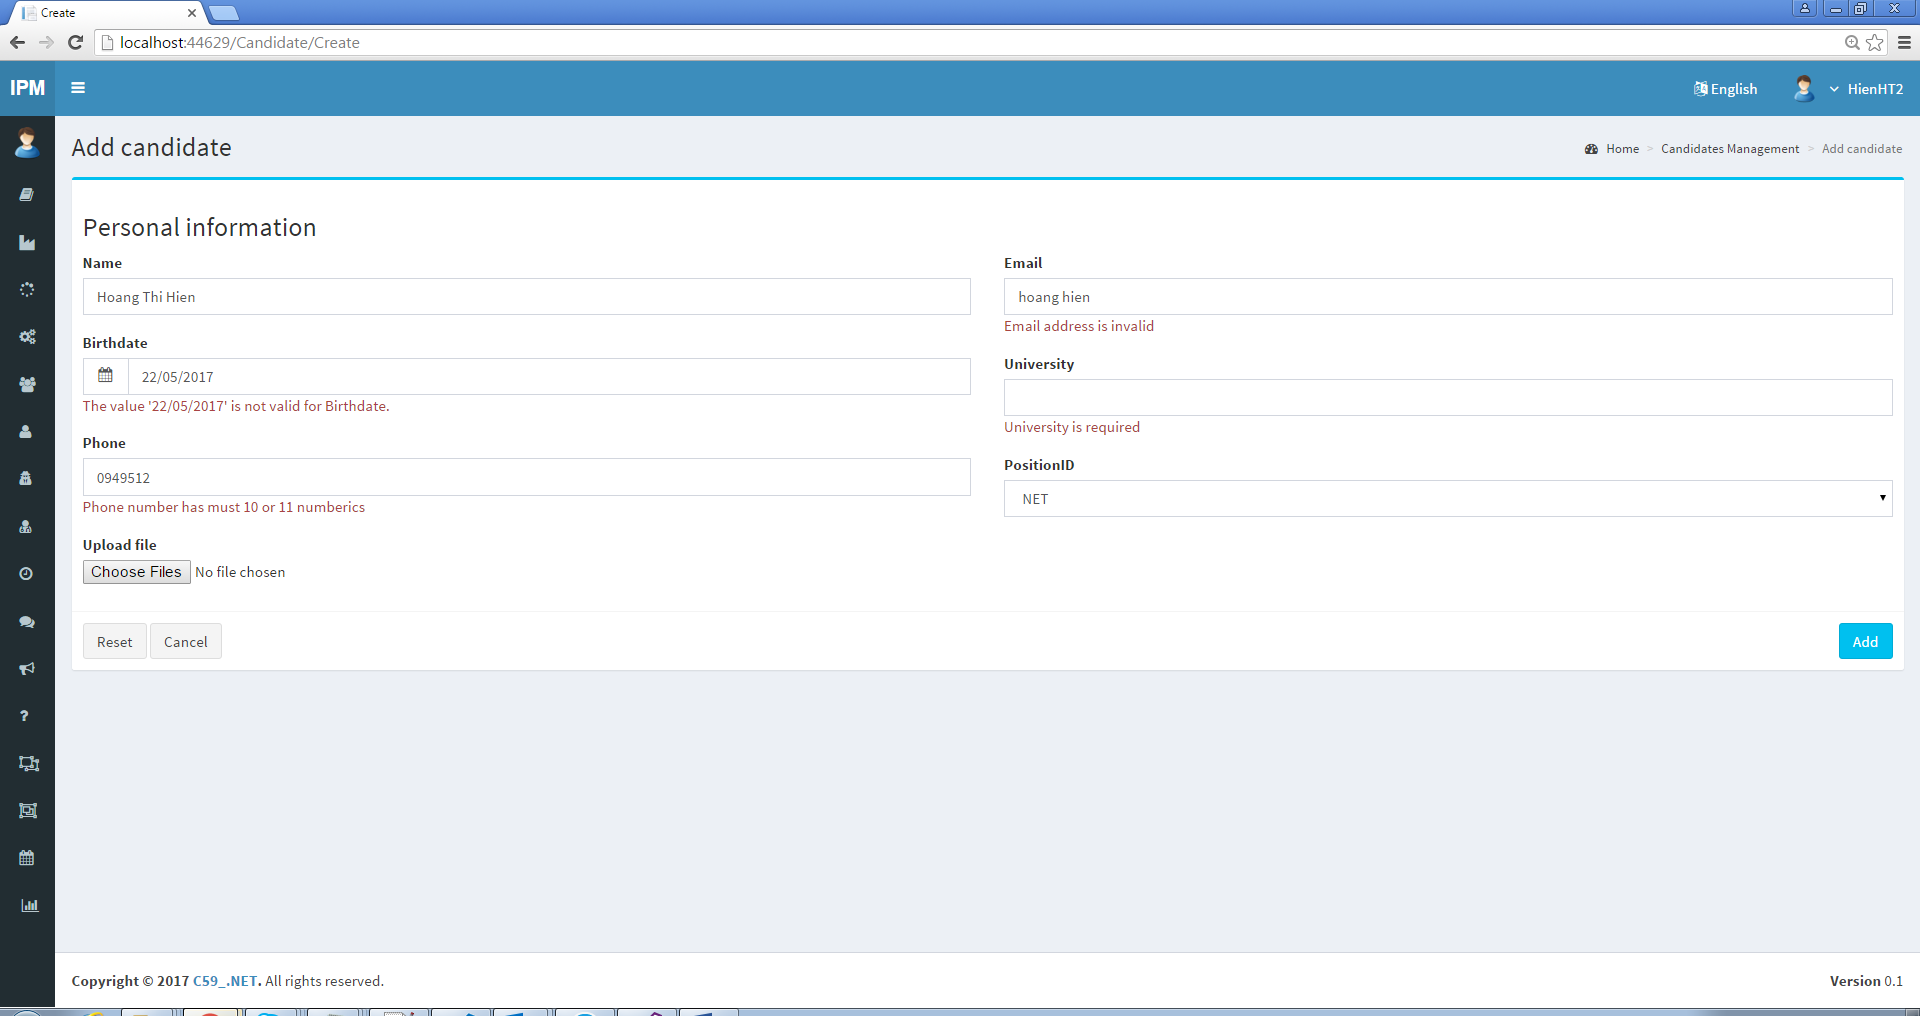 Create
localhost:44629/Candidate/Create
IPM
English
HienHT2
Add candidate
Home > Candidates Management > Add candidate
Personal information
Name
Hoang Thi Hien
Birthdate
22/05/2017
The value '22/05/2017' is not valid for Birthdate.
Phone
0949512
Phone number has must 10 or 11 numberics
Upload file
Choose Files No file chosen
Email
hoang hien
Email address is invalid
University
University is required
PositionID
NET
Reset
Cancel
Add
Copyright © 2017 C59_.NET. All rights reserved.
Version 0.1